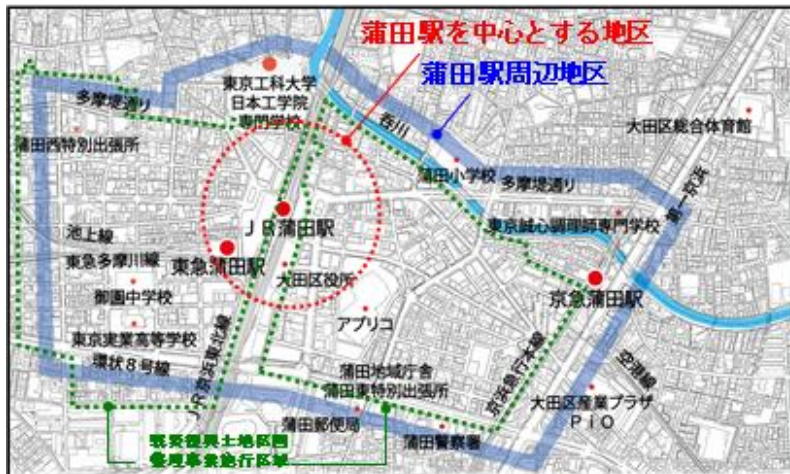 蒲田駅を中心とする地区
蒲田駅周辺地区
東京工科大学
日本工学院
専門学校
多摩堤通り
呑川
大田区総合体育館
蒲田西特別出張所
蒲田小学校
多摩堤通り
第一京浜
東京誠心調理師専門学校
JR蒲田駅
池上線
東急多摩川線
東急蒲田駅
大田区役所
京急蒲田駅
御園中学校
アプリコ
東京実業高等学校
環状8号線
JR京浜東北線
京浜急行本線
空港線
蒲田地域庁舎
蒲田東特別出張所
大田区産業プラザ
PiO
蒲田郵便局
蒲田警察署
戦災復興土地区画
整理事業施行区域